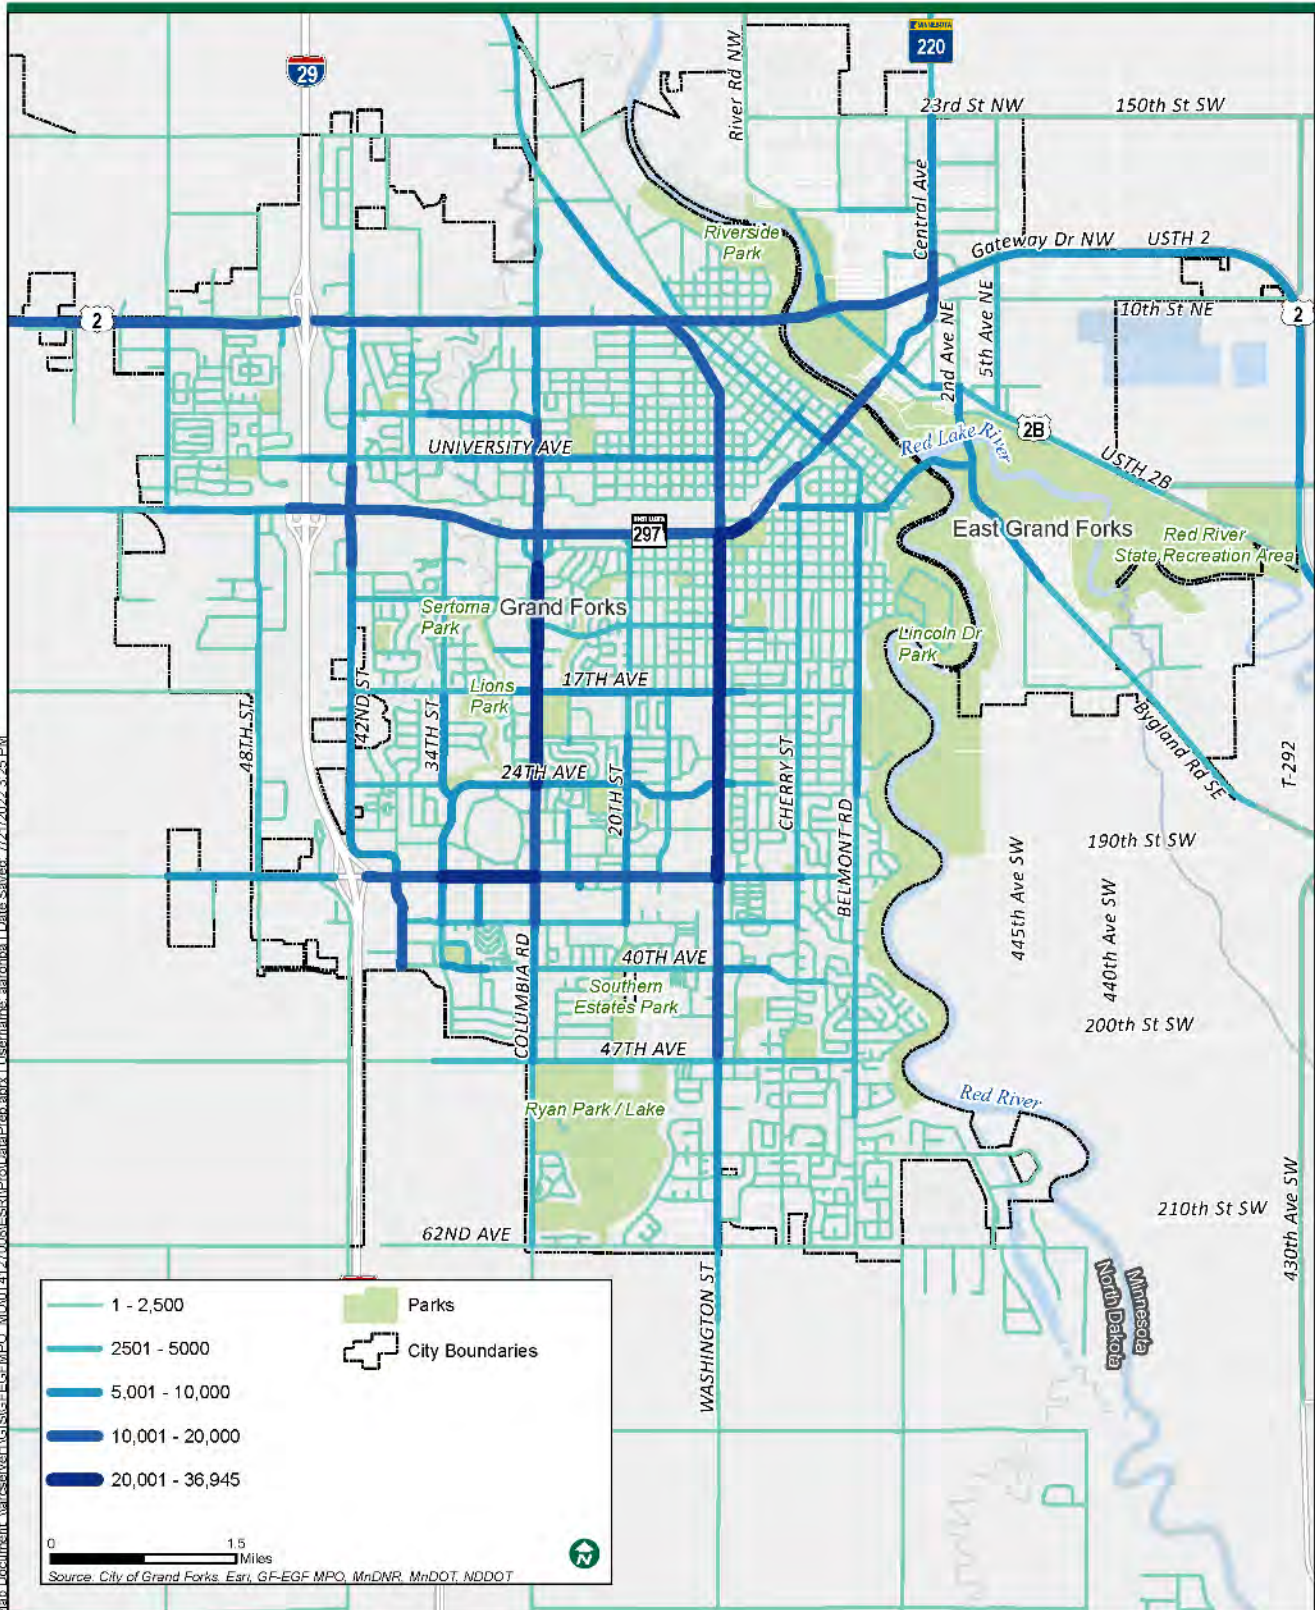 MINNESOTA
220
29
River Rd NW
23rd St NW
150th St SW
Central Ave
Riverside
Park
Gateway Dr NW
USTH 2
2
10th St NE
2
2nd Ave NE
5th Ave NE
2B
UNIVERSITY AVE
Red Lake River
USTH 2B
297
East Grand Forks
Red River
State Recreation Area
Sertoma
Park
Grand Forks
Lincoln Dr
Park
17TH AVE
Lions
Park
42ND ST
34TH ST
48TH ST
Bygland Rd SE
T-292
24TH AVE
20TH ST
CHERRY ST
BELMONT RD
190th St SW
445th Ave SW
440th Ave SW
COLUMBIA RD
40TH AVE
Southern
Estates Park
200th St SW
47TH AVE
Red River
Ryan Park / Lake
430th Ave SW
210th St SW
62ND AVE
WASHINGTON ST
Minnesota
North Dakota
1 - 2,500
2501 - 5000
5,001 - 10,000
10,001 - 20,000
20,001 - 36,945
Parks
City Boundaries
0
1.5
Miles
N
Source: City of Grand Forks, Esri, GF-EGF MPO, MnDNR, MnDOT, NDDOT